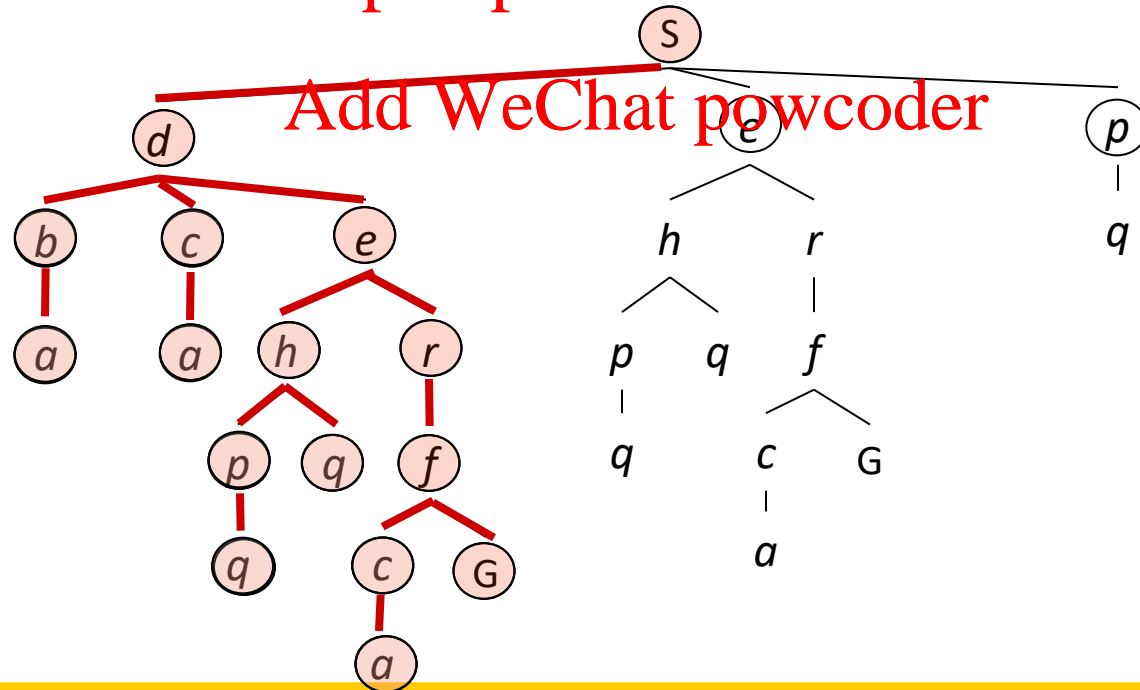 S
Add WeChat powcoder
d e p
b c e h r q
a a h r p q f
p q f q c G
q c G a
a